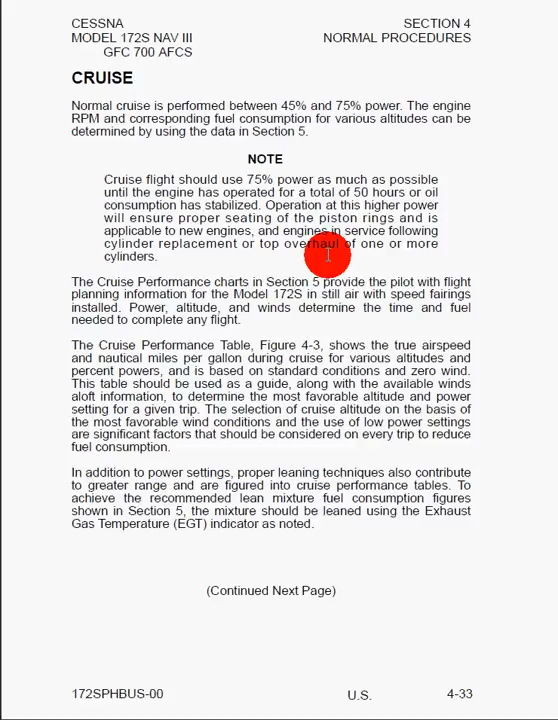 CESSNA
MODEL 172S NAV III
GFC 700 AFCS
SECTION 4
NORMAL PROCEDURES
CRUISE
Normal cruise is performed between 45% and 75% power. The engine
RPM and corresponding fuel consumption for various altitudes can be
determined by using the data in Section 5.
NOTE
Cruise flight should use 75% power as much as possible
until the engine has operated for a total of 50 hours or oil
consumption has stabilized. Operation at this higher power
will ensure proper seating of the piston rings and is
applicable to new engines, and engines in service following
cylinder replacement or top overhaul of one or more
cylinders.
The Cruise Performance charts in Section 5 provide the pilot with flight
planning information for the Model 172S in still air with speed fairings
installed. Power, altitude, and winds determine the time and fuel
needed to complete any flight.
The Cruise Performance Table, Figure 4-3, shows the true airspeed
and nautical miles per gallon during cruise for various altitudes and
percent powers, and is based on standard conditions and zero wind.
This table should be used as a guide, along with the available winds
aloft information, to determine the most favorable altitude and power
setting for a given trip. The selection of cruise altitude on the basis of
the most favorable wind conditions and the use of low power settings
are significant factors that should be considered on every trip to reduce
fuel consumption.
In addition to power settings, proper leaning techniques also contribute
to greater range and are figured into cruise performance tables. To
achieve the recommended lean mixture fuel consumption figures
shown in Section 5, the mixture should be leaned using the Exhaust
Gas Temperature (EGT) indicator as noted.
(Continued Next Page)
172SPHBUS-00
U.S.
4-33